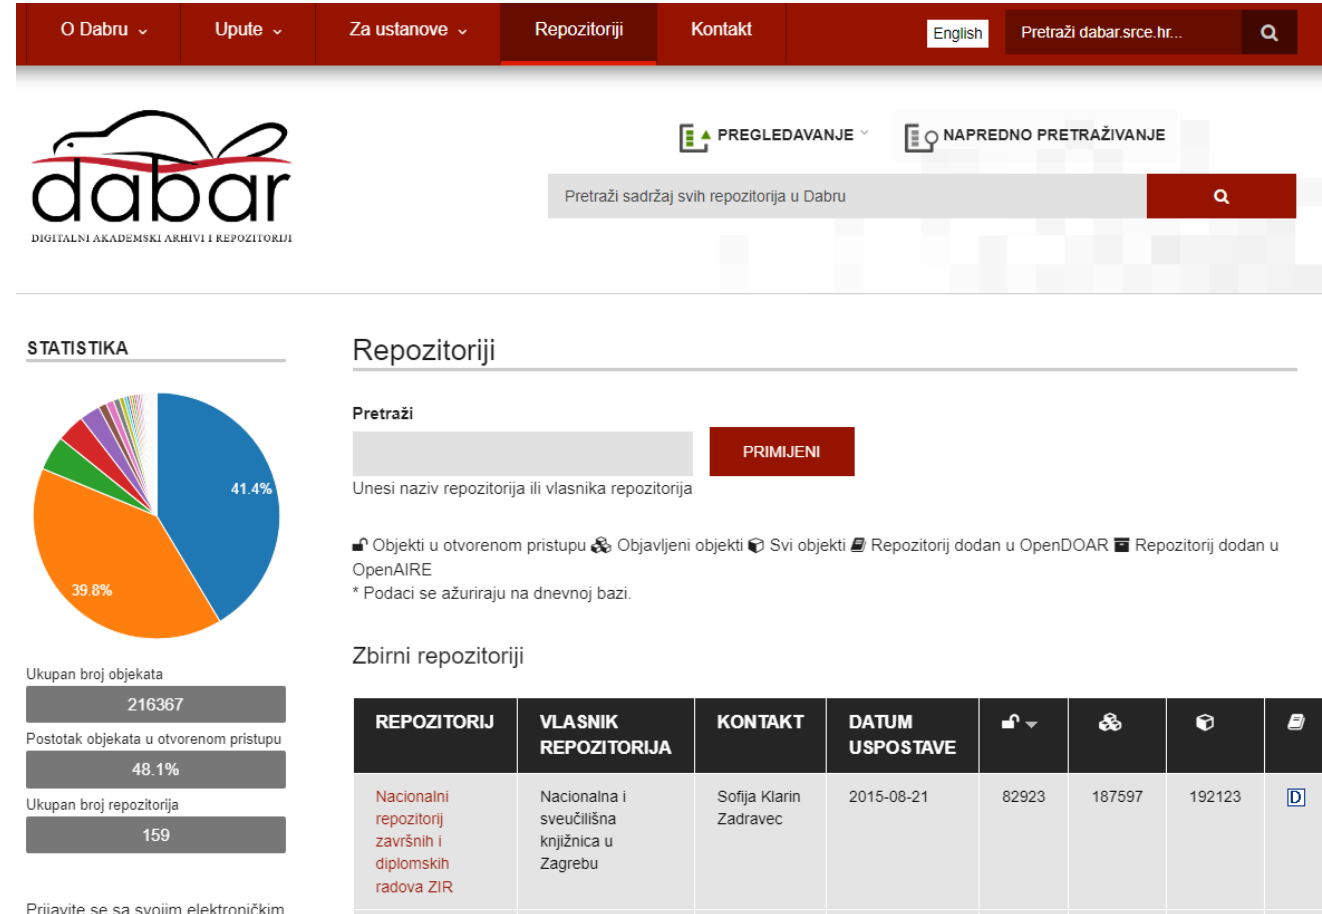 O Dabru
Upute
Za ustanove
Repozitoriji
Kontakt
English
Pretraži dabar.srce.hr...
dabar
DIGITALNI AKADEMSKI ARHIVI I REPOZITORIJI
PREGLEDAVANJE
NAPREDNO PRETRAŽIVANJE
Pretraži sadržaj svih repozitorija u Dabru
STATISTIKA
41.4%
39.8%
Ukupan broj objekata
216367
Postotak objekata u otvorenom pristupu
48.1%
Ukupan broj repozitorija
159
Prijavite se sa svojim elektroničkim
Repozitoriji
Pretraži
PRIMIJENI
Unesi naziv repozitorija ili vlasnika repozitorija
Objekti u otvorenom pristupu Objavljeni objekti Svi objekti Repozitorij dodan u OpenDOAR Repozitorij dodan u
OpenAIRE
* Podaci se ažuriraju na dnevnoj bazi.
Zbirni repozitoriji
REPOZITORIJ
VLASNIK
REPOZITORIJA
KONTAKT
DATUM
USPOSTAVE
Nacionalni
repozitorij
završnih i
diplomskih
radova ZIR
Nacionalna i
sveučilišna
knjižnica u
Zagrebu
Sofija Klarin
Zadravec
2015-08-21
82923
187597
192123
D